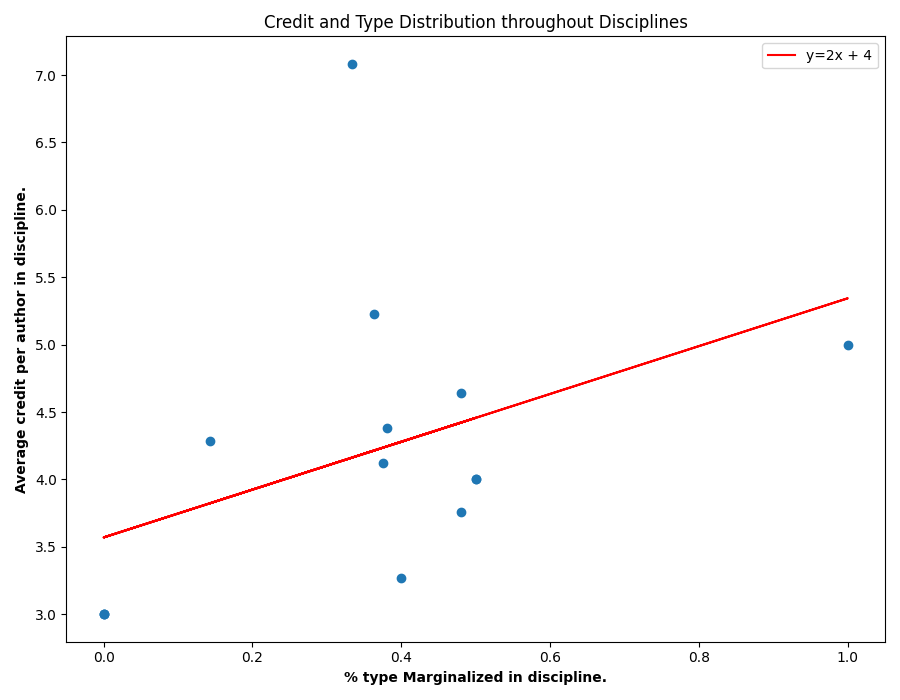 Credit and Type Distribution throughout Disciplines
y=2x + 4
Average credit per author in discipline.
7.0
6.5
6.0
5.5
5.0
4.5
4.0
3.5
3.0
0.0 0.2 0.4 0.6 0.8 1.0
% type Marginalized in discipline.